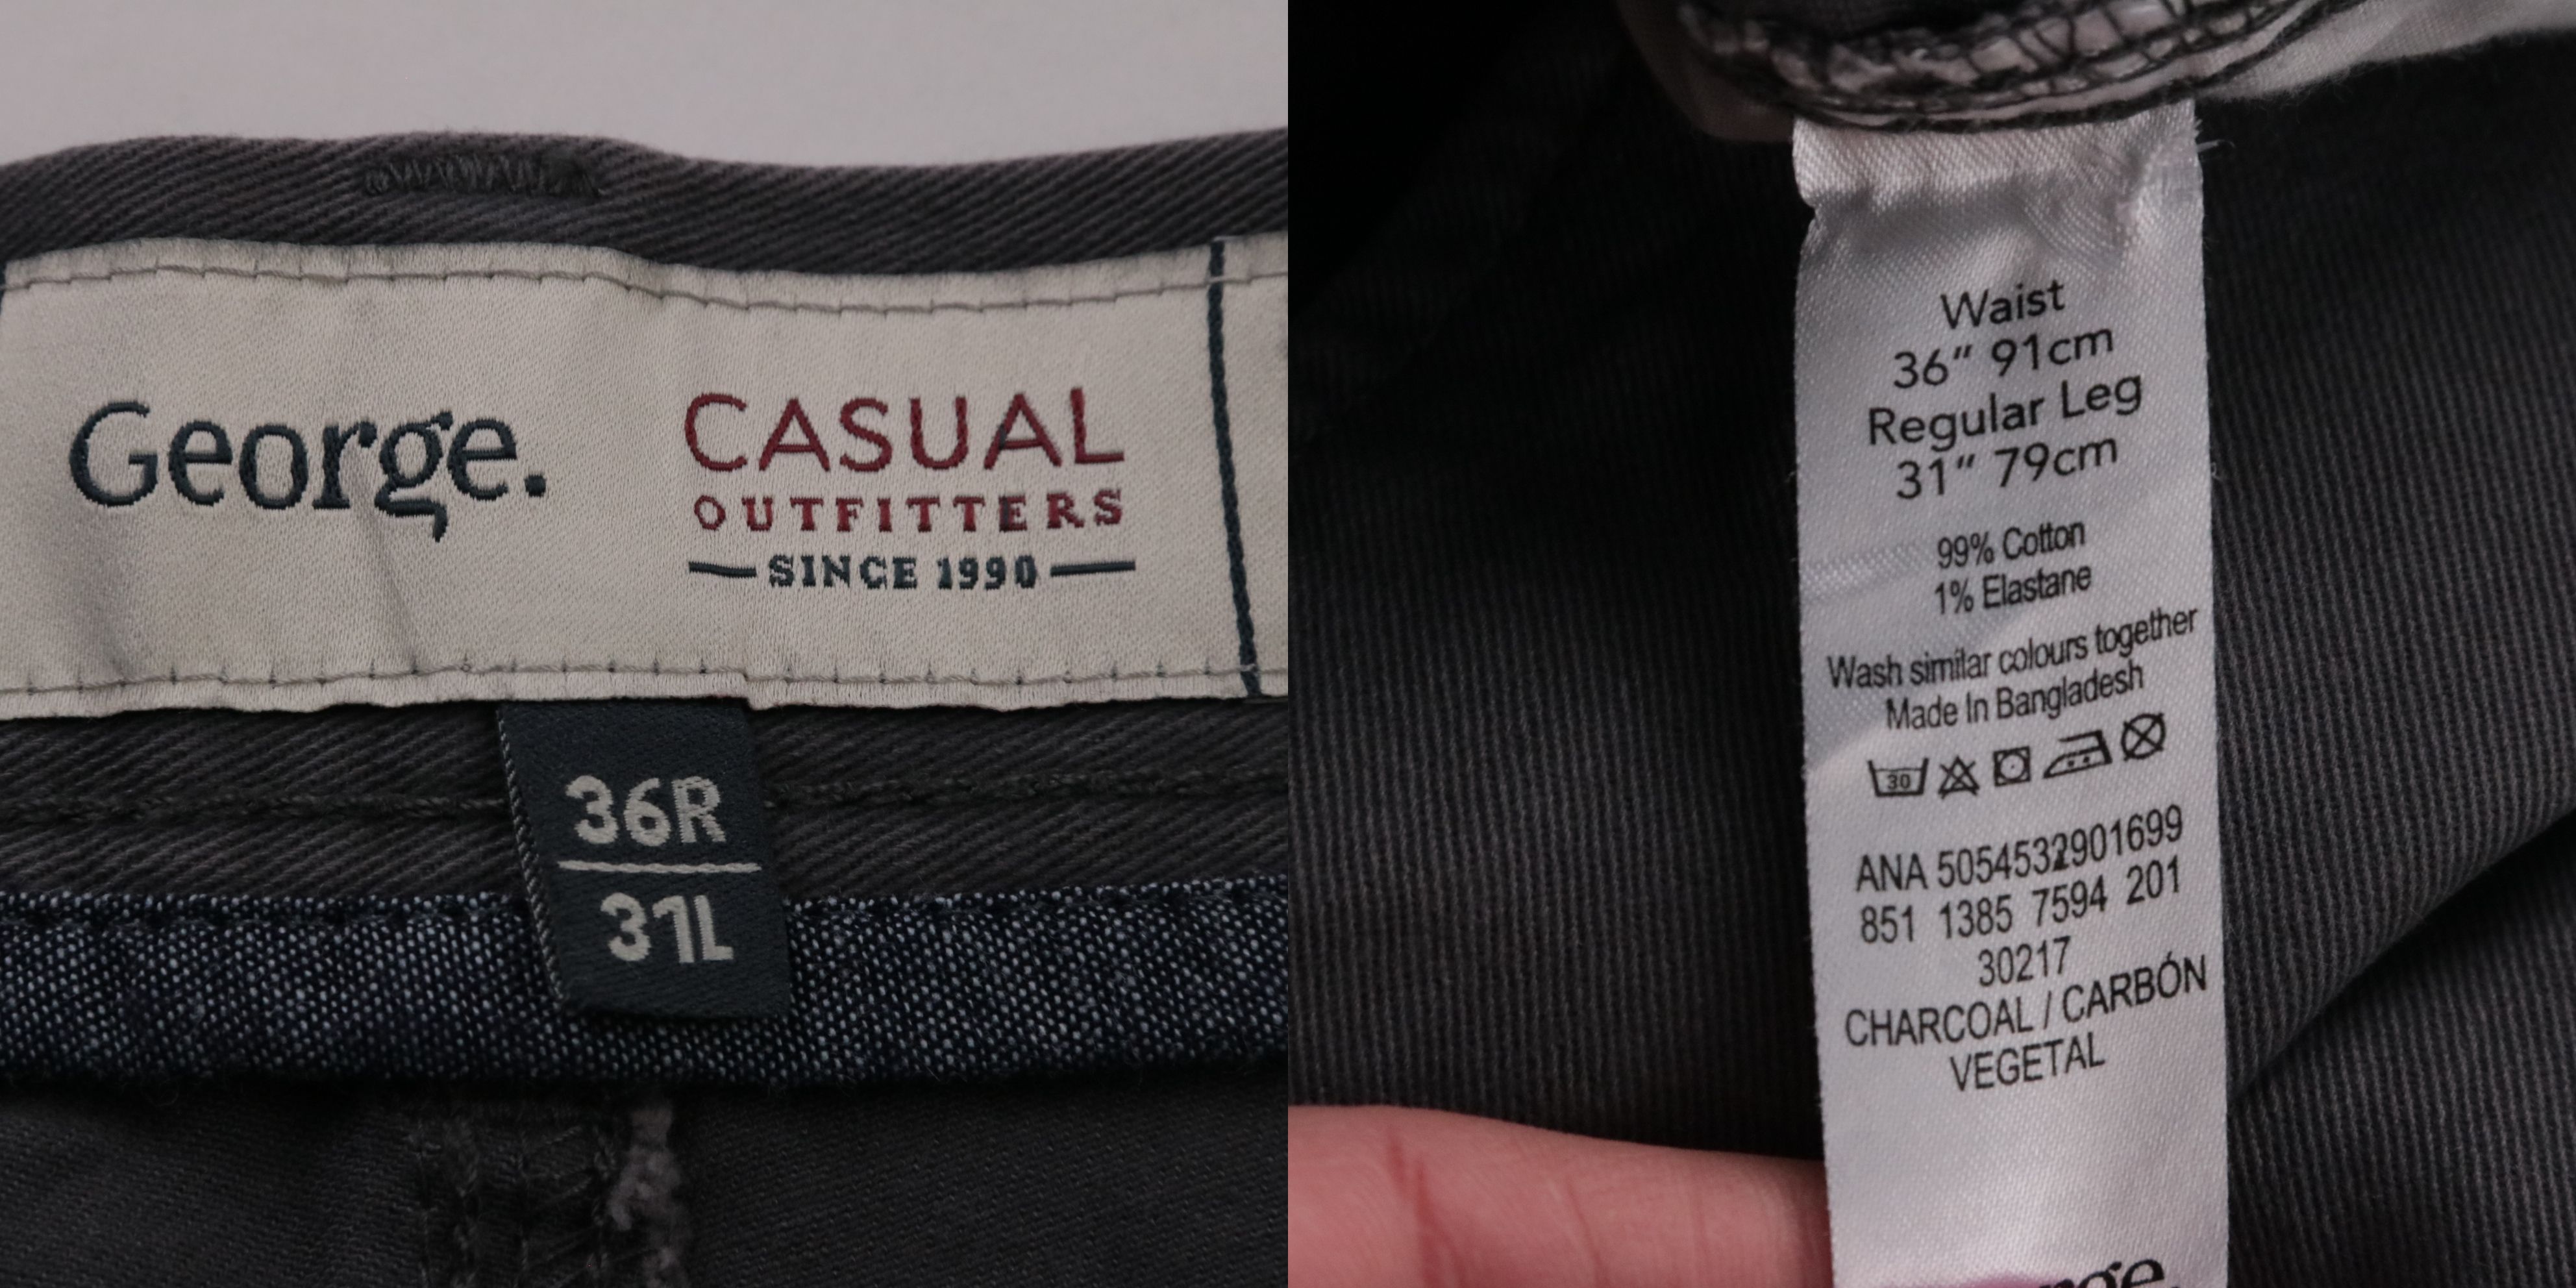 George.
CASUAL
OUTFITTERS
SINCE 1990
36R
31L
Waist
36" 91cm
Regular Leg
31" 79cm
99% Cotton
1% Elastane
Wash similar colours together
Made In Bangladesh
30
ANA 5054532901699
851 1385 7594 201
30217
CHARCOAL / CARBÓN
VEGETAL